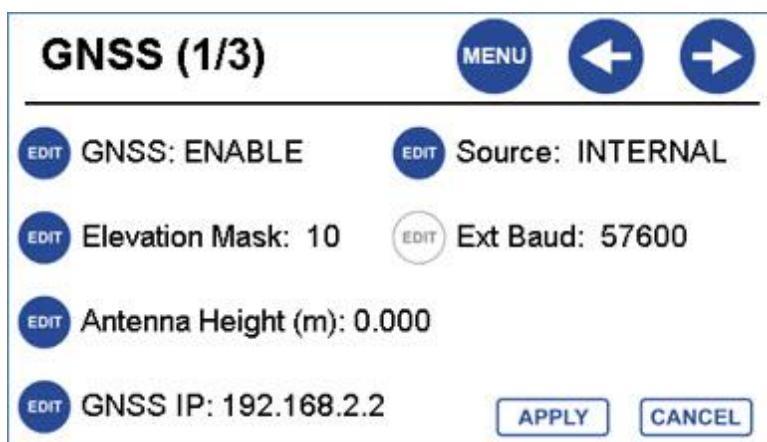 GNSS (1/3) MENU
EDIT GNSS: ENABLE EDIT Source: INTERNAL
EDIT Elevation Mask: 10 EDIT Ext Baud: 57600
EDIT Antenna Height (m): 0.000
EDIT GNSS IP: 192.168.2.2 APPLY CANCEL